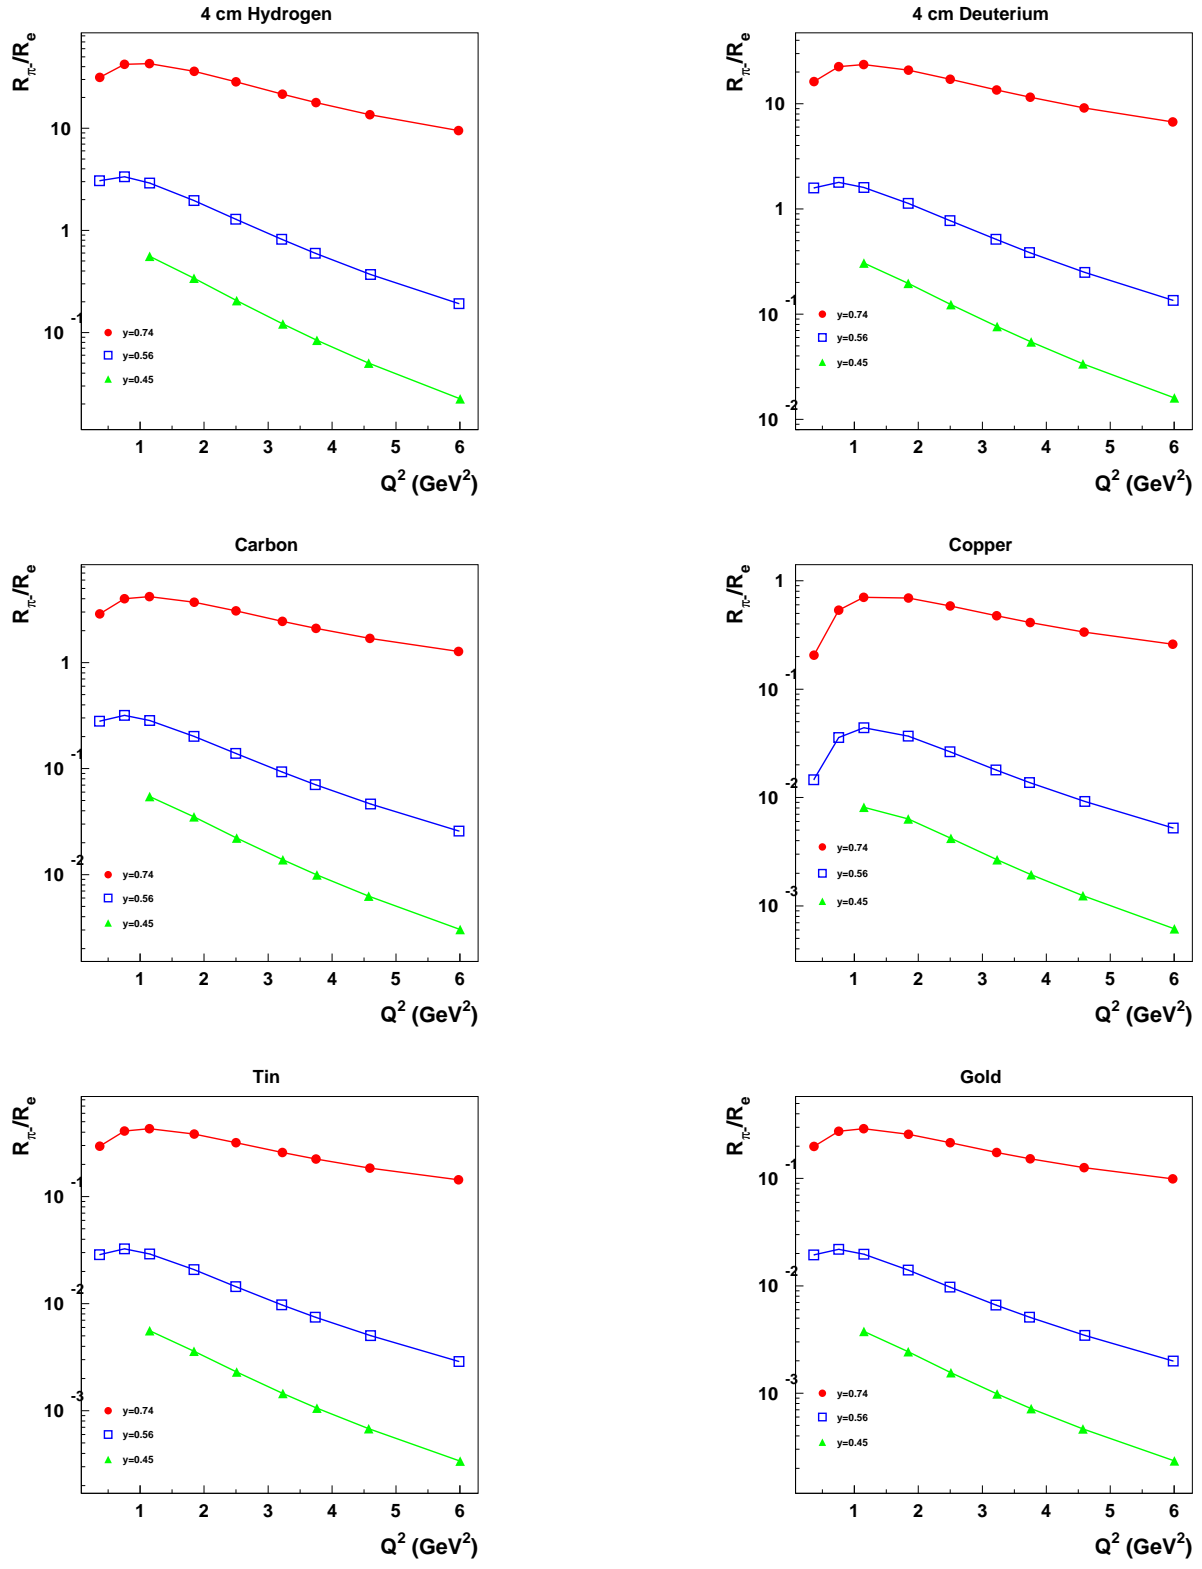 4 cm Hydrogen
R_π-/R_e
10
1
10^-1
y=0.74
y=0.56
y=0.45
1 2 3 4 5 6
Q^2 (GeV^2)
4 cm Deuterium
R_π-/R_e
10
1
10^-1
10^-2
y=0.74
y=0.56
y=0.45
1 2 3 4 5 6
Q^2 (GeV^2)
Carbon
R_π-/R_e
1
10^-1
10^-2
y=0.74
y=0.56
y=0.45
1 2 3 4 5 6
Q^2 (GeV^2)
Copper
R_π-/R_e
1
10^-1
10^-2
10^-3
y=0.74
y=0.56
y=0.45
1 2 3 4 5 6
Q^2 (GeV^2)
Tin
R_π-/R_e
10^-1
10^-2
10^-3
y=0.74
y=0.56
y=0.45
1 2 3 4 5 6
Q^2 (GeV^2)
Gold
R_π-/R_e
10^-1
10^-2
10^-3
y=0.74
y=0.56
y=0.45
1 2 3 4 5 6
Q^2 (GeV^2)